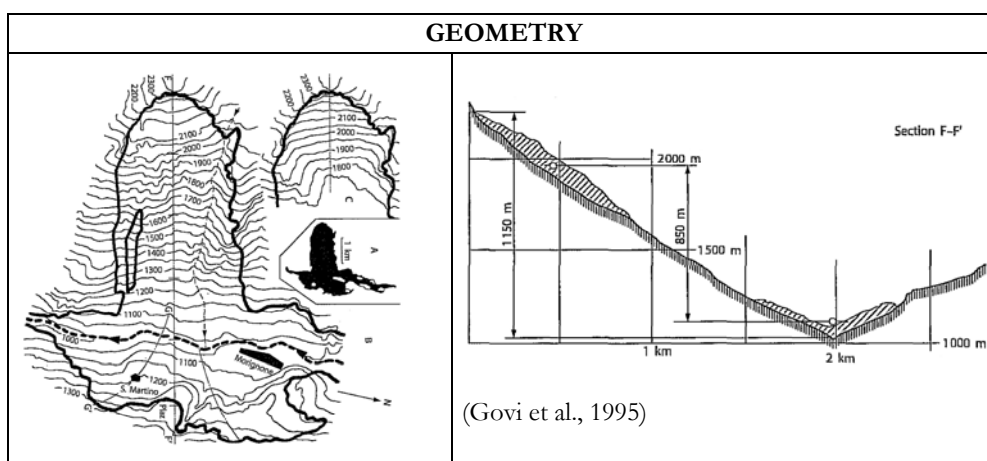 GEOMETRY
2300
2200
F
2100
2000
1900
1800
1700
1600
1500
1400
1300
1200
1100
1000
G
1100
Morignone
1200
S. Martino
1300
G'
Plat
F'
N
2300
2200
2100
2000
1900
1800
C
A
1 km
B
Section F-F'
2000 m
1150 m
850 m
1500 m
1 km
2 km
1000 m
(Govi et al., 1995)